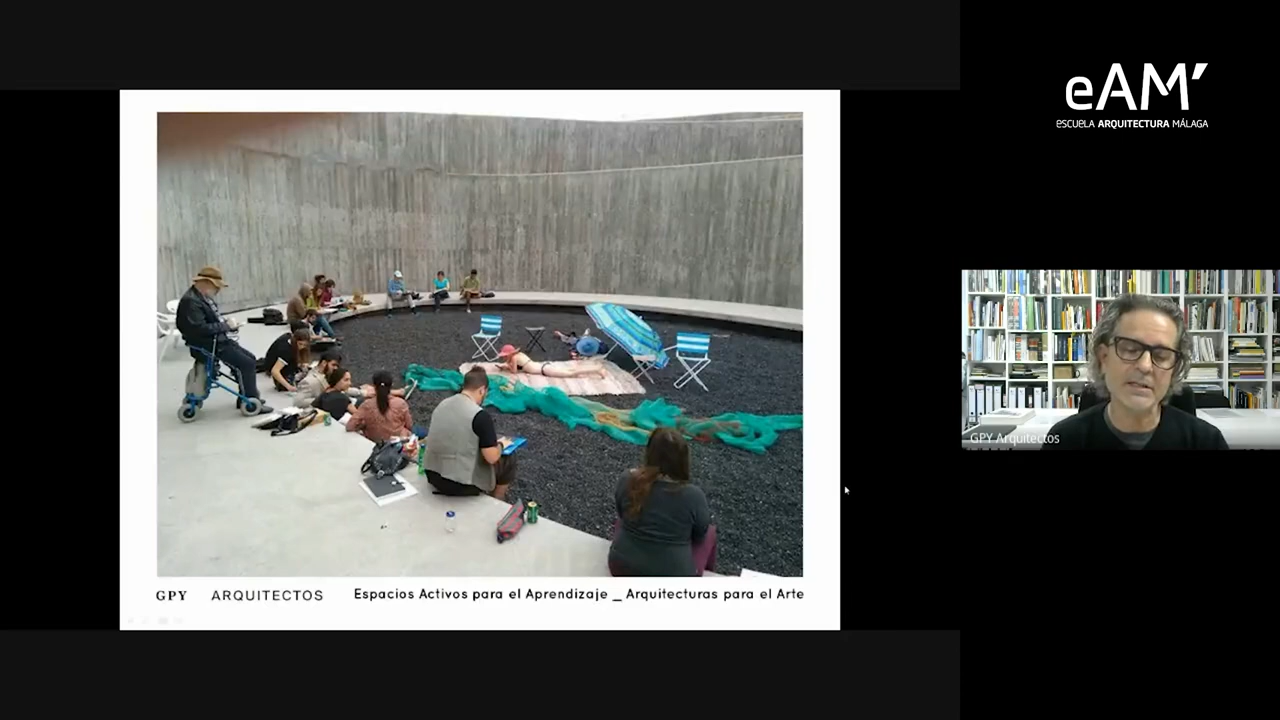 eAM'
ESCUELA ARQUITECTURA MÁLAGA
GPY Arquitectos
GPY ARQUITECTOS Espacios Activos para el Aprendizaje _ Arquitecturas para el Arte